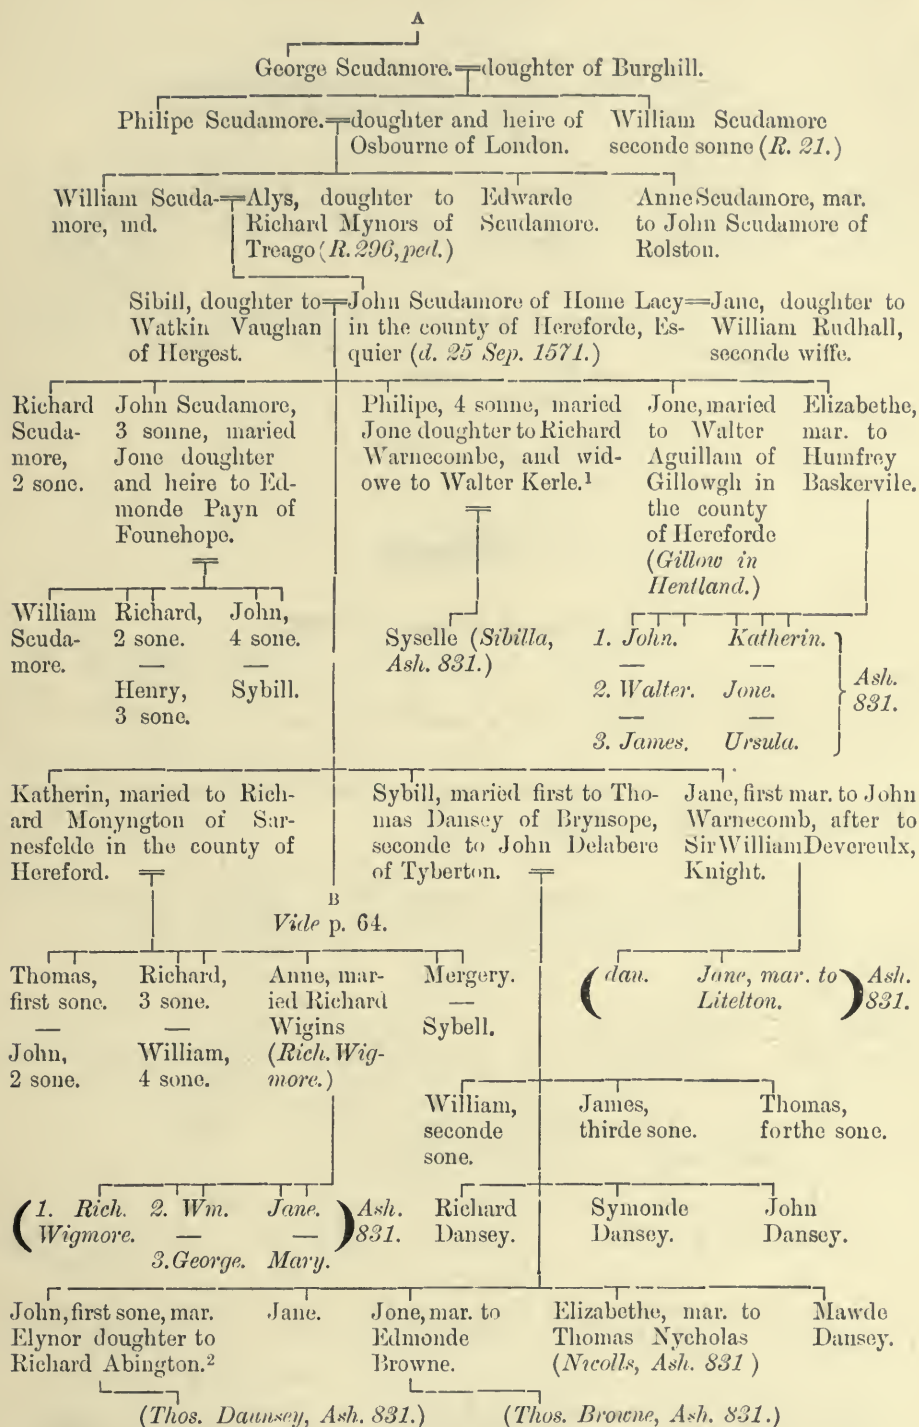 A
George Scudamore.
doughter of Burghill.
Philipe Scudamore.
doughter and heire of
Osbourne of London.
William Scudamore
seconde sonne (R. 21.)
William Scuda-
more, md.
Alys, doughter to
Richard Mynors of
Treago (R. 296, ped.)
Edwarde
Scudamore.
Anne Scudamore, mar.
to John Scudamore of
Rolston.
Sibill, doughter to
Watkin Vaughan
of Hergest.
John Scudamore of Home Lacy
in the county of Hereforde, Es-
quier (d. 25 Sep. 1571.)
Jane, doughter to
William Rudhall,
seconde wiffe.
Richard
Scuda-
more,
2 sone.
John Scudamore,
3 sonne, maried
Jone doughter
and heire to Ed-
monde Payn of
Founehope.
Philipe, 4 sonne, maried
Jone doughter to Richard
Warnecombe, and wid-
owe to Walter Kerle.¹
Jone, maried
to Walter
Aguillam of
Gillowgh in
the county
of Hereforde
(Gillow in
Hentland.)
Elizabethe,
mar. to
Humfrey
Baskervile.
William
Scuda-
more.
Richard,
2 sone.
—
Henry,
3 sone.
John,
4 sone.
—
Sybill.
Syselle (Sibilla,
Ash. 831.)
1. John.
—
2. Walter.
—
3. James.
Katherin.
—
Jone.
—
Ursula.
Ash.
831.
Katherin, maried to Rich-
ard Monyngton of Sar-
nesfelde in the county of
Hereford.
Sybill, maried first to Tho-
mas Dansey of Brynsope,
seconde to John Delabere
of Tyberton.
Jane, first mar. to John
Warnecomb, after to
Sir William Devereulx,
Knight.
B
Vide p. 64.
Thomas,
first sone.
—
John,
2 sone.
Richard,
3 sone.
—
William,
4 sone.
Anne, mar-
ied Richard
Wigins
(Rich. Wig-
more.)
Mergery.
—
Sybell.
(dau.
Jane, mar. to
Litelton.)
Ash.
831.
William,
seconde
sone.
James,
thirde sone.
Thomas,
forthe sone.
(1. Rich.
Wigmore.
2. Wm.
—
3. George.
Jane.
—
Mary.)
Ash.
831.
Richard
Dansey.
Symonde
Dansey.
John
Dansey.
John, first sone, mar.
Elynor doughter to
Richard Abington.²
Jane.
Jone, mar. to
Edmonde
Browne.
Elizabethe, mar. to
Thomas Nycholas
(Nicolls, Ash. 831)
Mawde
Dansey.
(Thos. Daunsey, Ash. 831.)
(Thos. Browne, Ash. 831.)